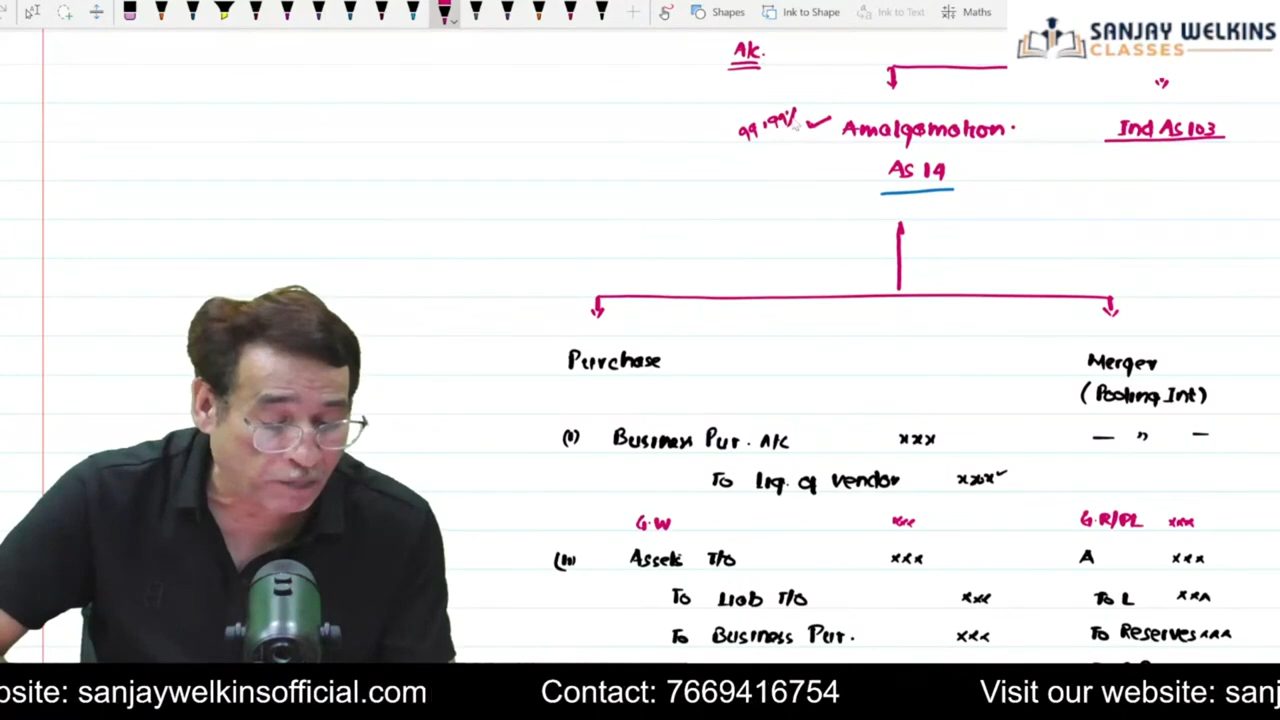 Shapes Ink to Shape Ink to Text Maths
SANJAY WELKINS
CLASSES
A/c.
99.99% ✓ Amalgamation. Ind As 103
As 14
Purchase Merger
(Pooling Int)
(i) Business Pur. A/c xxx — " —
To Liq. of vendor xxx✓
G.W xxx G.R/PL xxx
(ii) Assets T/o xxx A xxx
To Liab T/o xxx To L xxx
To Business Pur. xxx To Reserves xxx
bsite: sanjaywelkinsofficial.com Contact: 7669416754 Visit our website: sanj